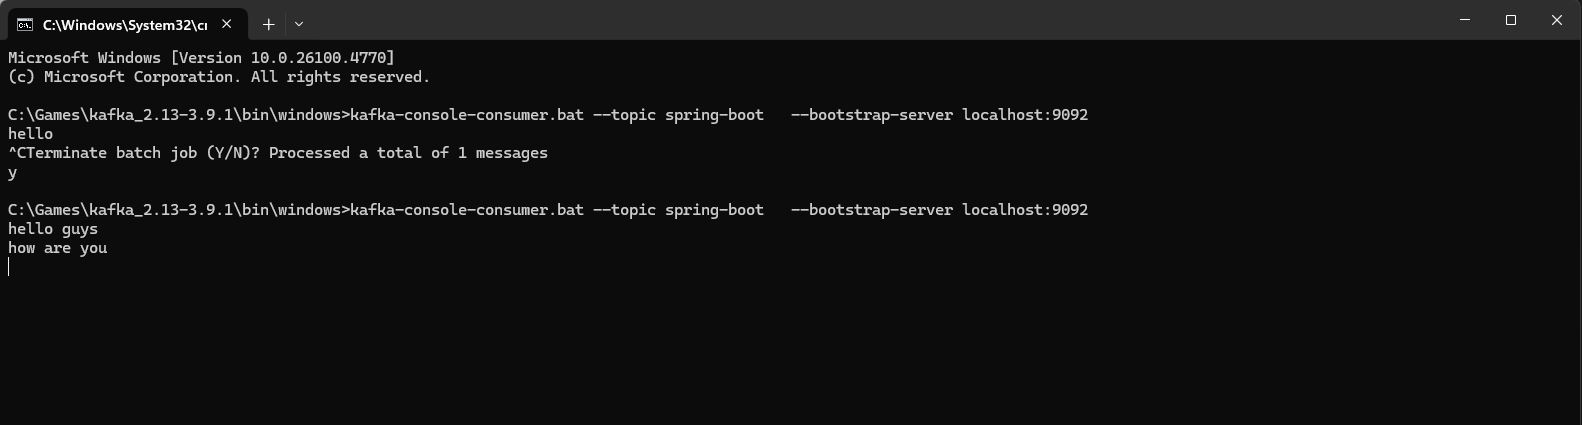 C:\Windows\System32\cı
Microsoft Windows [Version 10.0.26100.4770]
(c) Microsoft Corporation. All rights reserved.
C:\Games\kafka_2.13-3.9.1\bin\windows>kafka-console-consumer.bat --topic spring-boot   --bootstrap-server localhost:9092
hello
^CTerminate batch job (Y/N)? Processed a total of 1 messages
y
C:\Games\kafka_2.13-3.9.1\bin\windows>kafka-console-consumer.bat --topic spring-boot   --bootstrap-server localhost:9092
hello guys
how are you